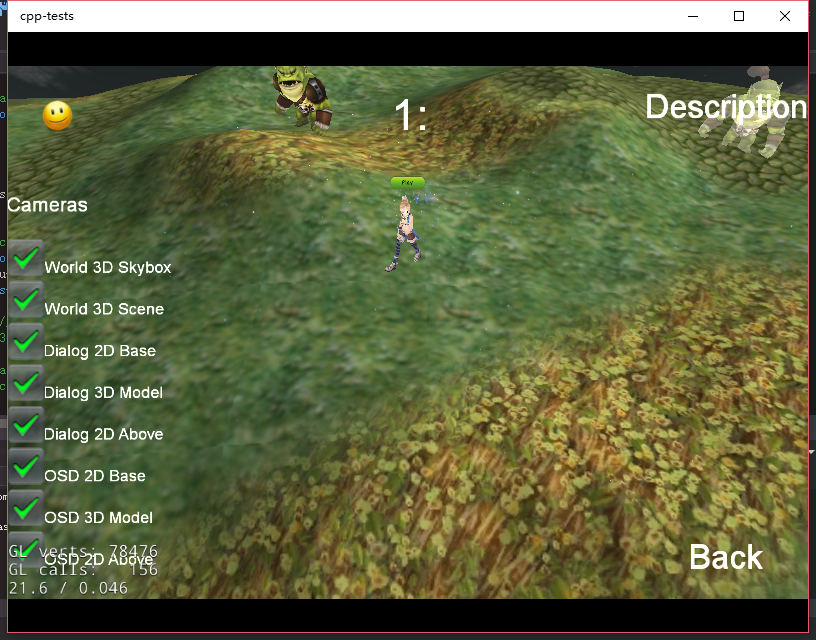 cpp-tests
1:
Description
Play
Cameras
World 3D Skybox
World 3D Scene
Dialog 2D Base
Dialog 3D Model
Dialog 2D Above
OSD 2D Base
OSD 3D Model
OSD 2D Above
GL verts: 78476
GL calls: 156
21.6 / 0.046
Back